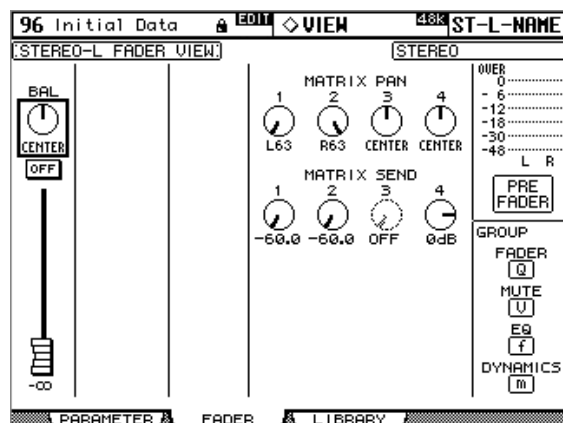 96 Initial Data EDIT ◇VIEW 48K ST-L-NAME
STEREO-L FADER VIEW
STEREO
BAL
CENTER
OFF
-∞
MATRIX PAN
1 2 3 4
L63 R63 CENTER CENTER
MATRIX SEND
1 2 3 4
-60.0 -60.0 OFF 0dB
OVER
0
- 6
-12
-18
-30
-48
L R
PRE
FADER
GROUP
FADER
Q
MUTE
V
EQ
f
DYNAMICS
m
PARAMETER FADER LIBRARY